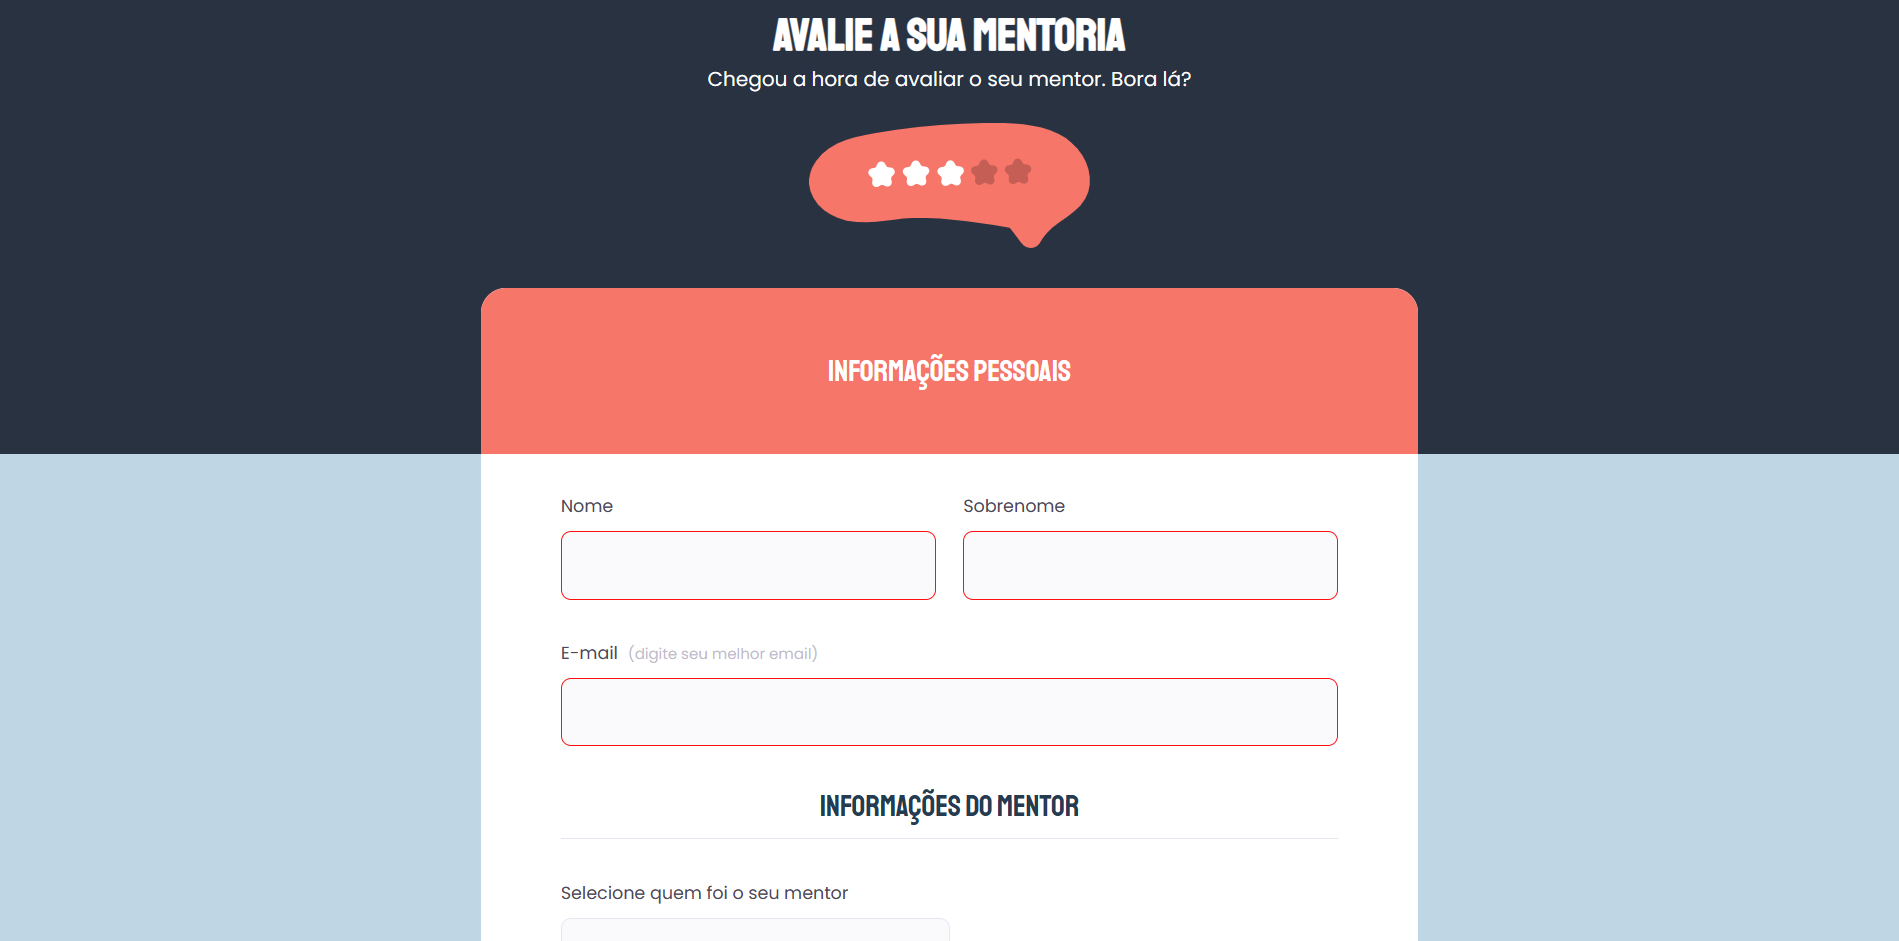 AVALIE A SUA MENTORIA
Chegou a hora de avaliar o seu mentor. Bora lá?
INFORMAÇÕES PESSOAIS
Nome
Sobrenome
E-mail (digite seu melhor email)
INFORMAÇÕES DO MENTOR
Selecione quem foi o seu mentor